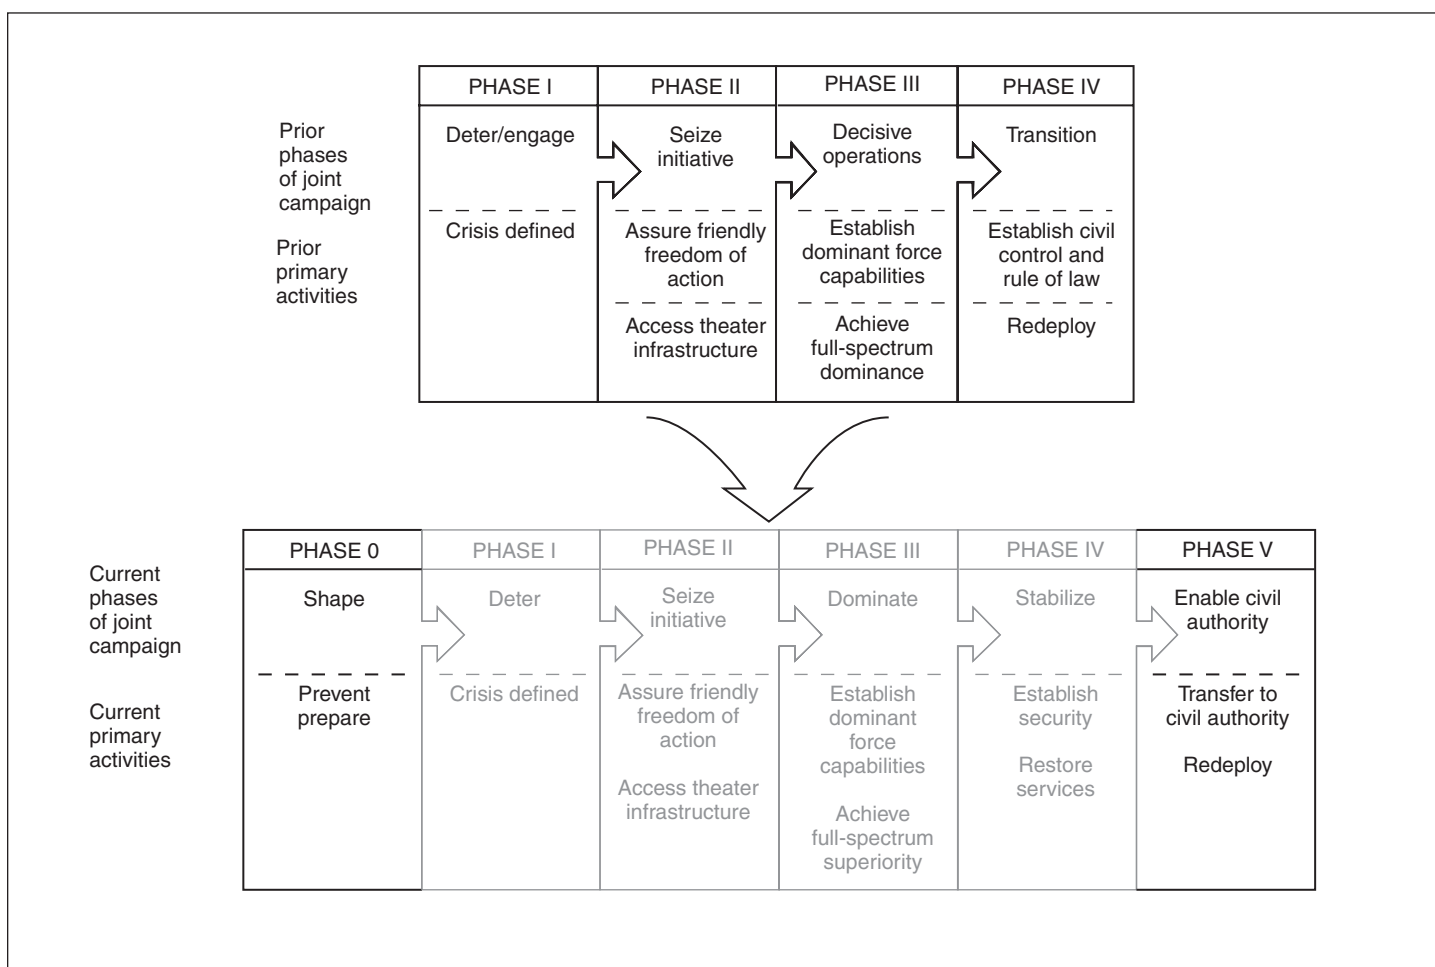 PHASE I
PHASE II
PHASE III
PHASE IV
Prior
phases
of joint
campaign
Deter/engage
Seize
initiative
Decisive
operations
Transition
Prior
primary
activities
Crisis defined
Assure friendly
freedom of
action
Establish
dominant force
capabilities
Establish civil
control and
rule of law
Access theater
infrastructure
Achieve
full-spectrum
dominance
Redeploy
PHASE 0
PHASE I
PHASE II
PHASE III
PHASE IV
PHASE V
Current
phases
of joint
campaign
Shape
Deter
Seize
initiative
Dominate
Stabilize
Enable civil
authority
Current
primary
activities
Prevent
prepare
Crisis defined
Assure friendly
freedom of
action
Access theater
infrastructure
Establish
dominant
force
capabilities
Achieve
full-spectrum
superiority
Establish
security
Restore
services
Transfer to
civil authority
Redeploy